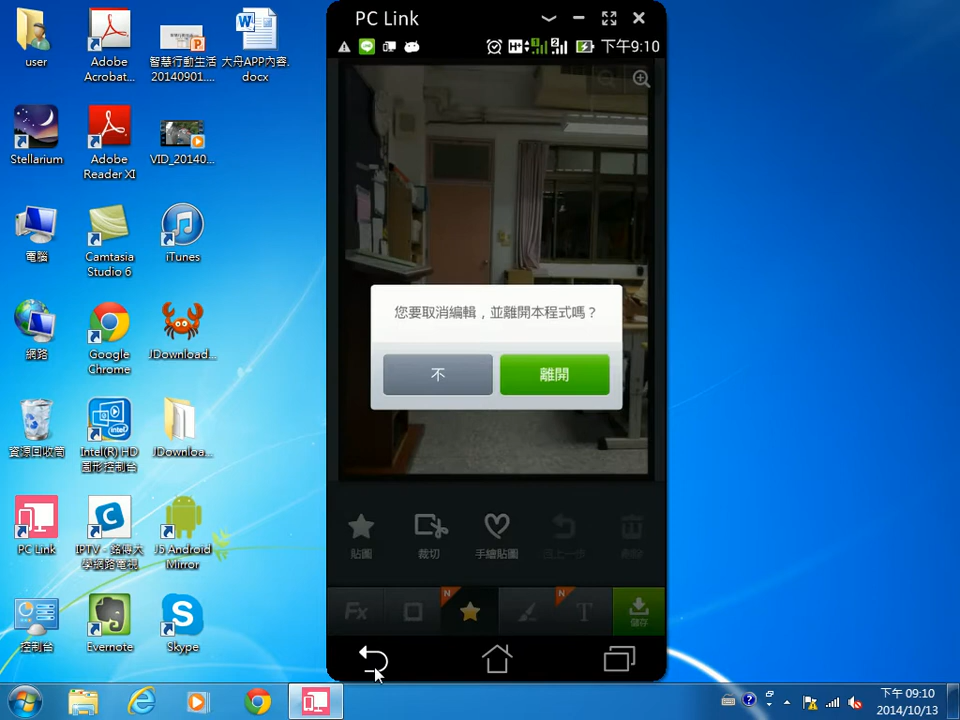 PC Link
下午9:10
您要取消編輯，並離開本程式嗎？
不
離開
貼圖
裁切
手繪貼圖
回上一步
Fx
N
N
T
儲存
user
Adobe
Acrobat...
智慧行動生活
20140901....
大舟APP內容.
docx
Stellarium
Adobe
Reader XI
VID_20140...
電腦
Camtasia
Studio 6
iTunes
網路
Google
Chrome
JDownload...
資源回收筒
Intel(R) HD
圖形控制台
JDownloa...
PC Link
IPTV - 銘傳大
學網路電視
J5 Android
Mirror
控制台
Evernote
Skype
下午 09:10
2014/10/13